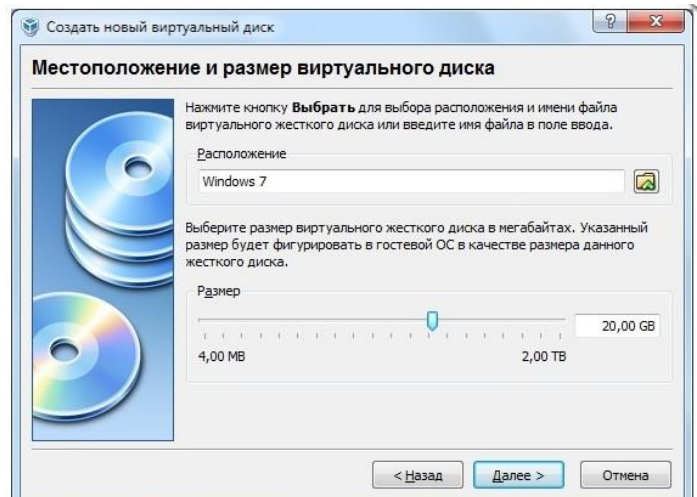 Создать новый виртуальный диск
Местоположение и размер виртуального диска
Нажмите кнопку Выбрать для выбора расположения и имени файла
виртуального жесткого диска или введите имя файла в поле ввода.
Расположение
Windows 7
Выберите размер виртуального жесткого диска в мегабайтах. Указанный
размер будет фигурировать в гостевой ОС в качестве размера данного
жесткого диска.
Размер
20,00 GB
4,00 MB 2,00 TB
< Назад Далее > Отмена